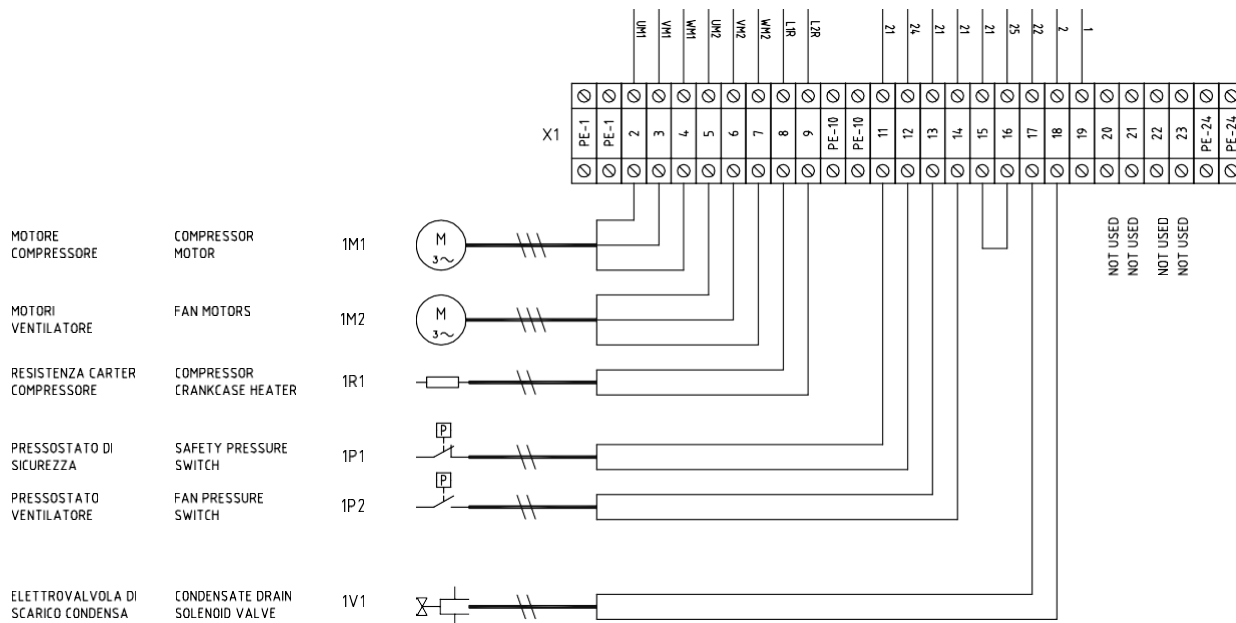 UM1 VM1 WM1 UM2 VM2 WM2 L1R L2R 21 24 21 21 21 25 22 2 1
X1 PE-1 PE-1 2 3 4 5 6 7 8 9 PE-10 PE-10 11 12 13 14 15 16 17 18 19 20 21 22 23 PE-24 PE-24
NOT USED NOT USED NOT USED NOT USED
MOTORE COMPRESSOR 1M1 M
COMPRESSORE MOTOR 3~
MOTORI FAN MOTORS 1M2 M
VENTILATORE 3~
RESISTENZA CARTER COMPRESSOR 1R1
COMPRESSORE CRANKCASE HEATER
P
PRESSOSTATO DI SAFETY PRESSURE 1P1
SICUREZZA SWITCH
P
PRESSOSTATO FAN PRESSURE 1P2
VENTILATORE SWITCH
ELETTROVALVOLA DI CONDENSATE DRAIN 1V1
SCARICO CONDENSA SOLENOID VALVE